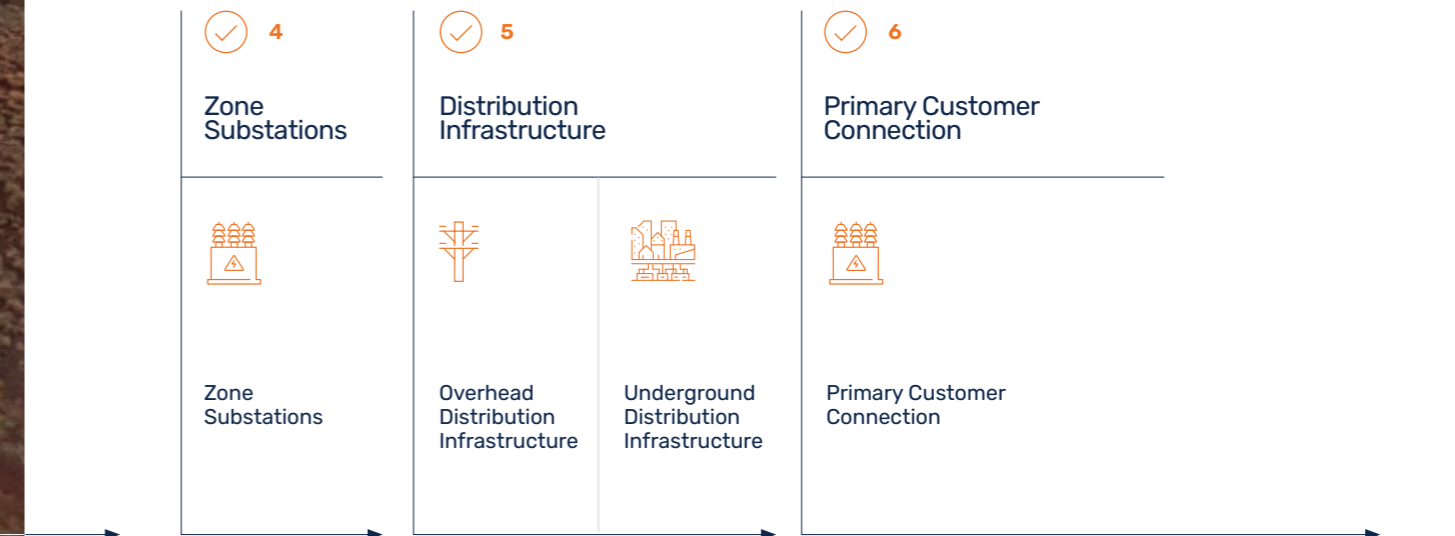 4
Zone
Substations
Zone
Substations
5
Distribution
Infrastructure
Overhead
Distribution
Infrastructure
Underground
Distribution
Infrastructure
6
Primary Customer
Connection
Primary Customer
Connection